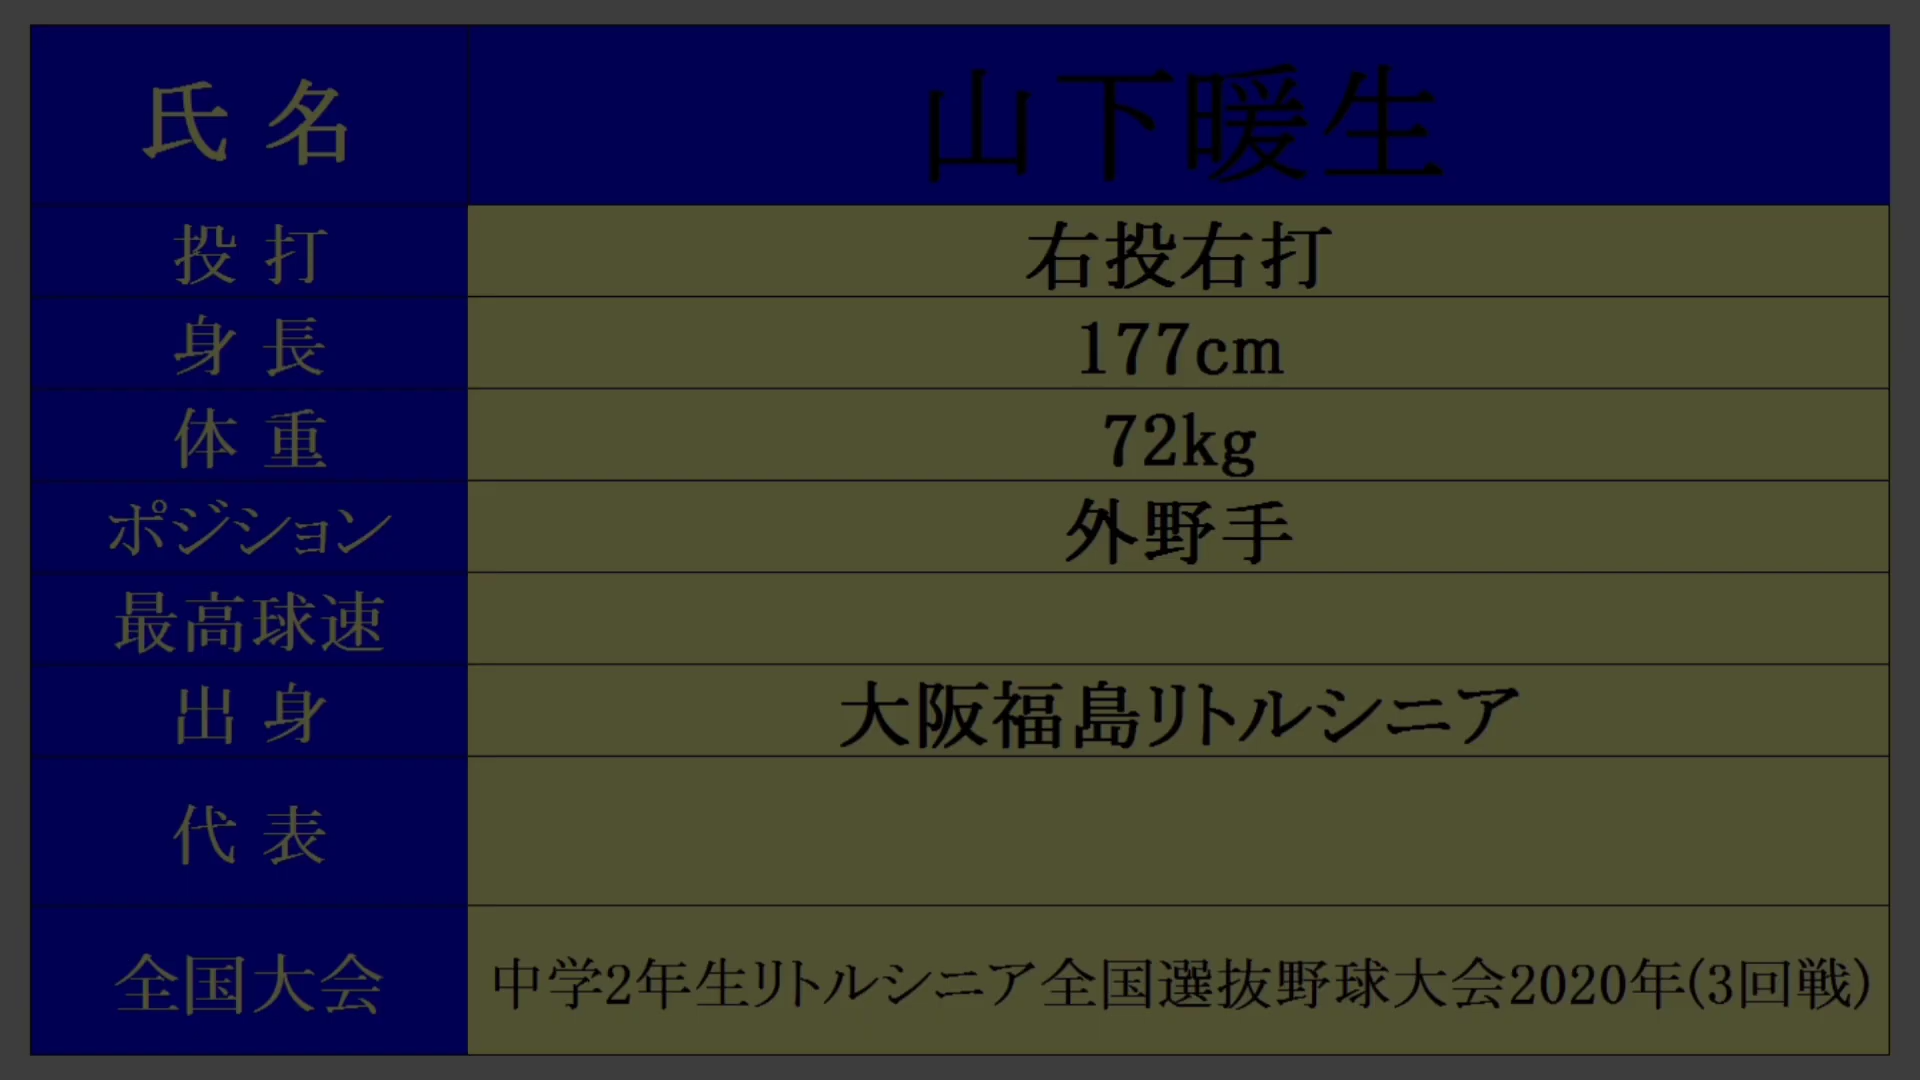 氏 名 山下暖生
投 打 右投右打
身 長 177cm
体 重 72kg
ポジション 外野手
最高球速
出 身 大阪福島リトルシニア
代 表
全国大会 中学2年生リトルシニア全国選抜野球大会2020年(3回戦)